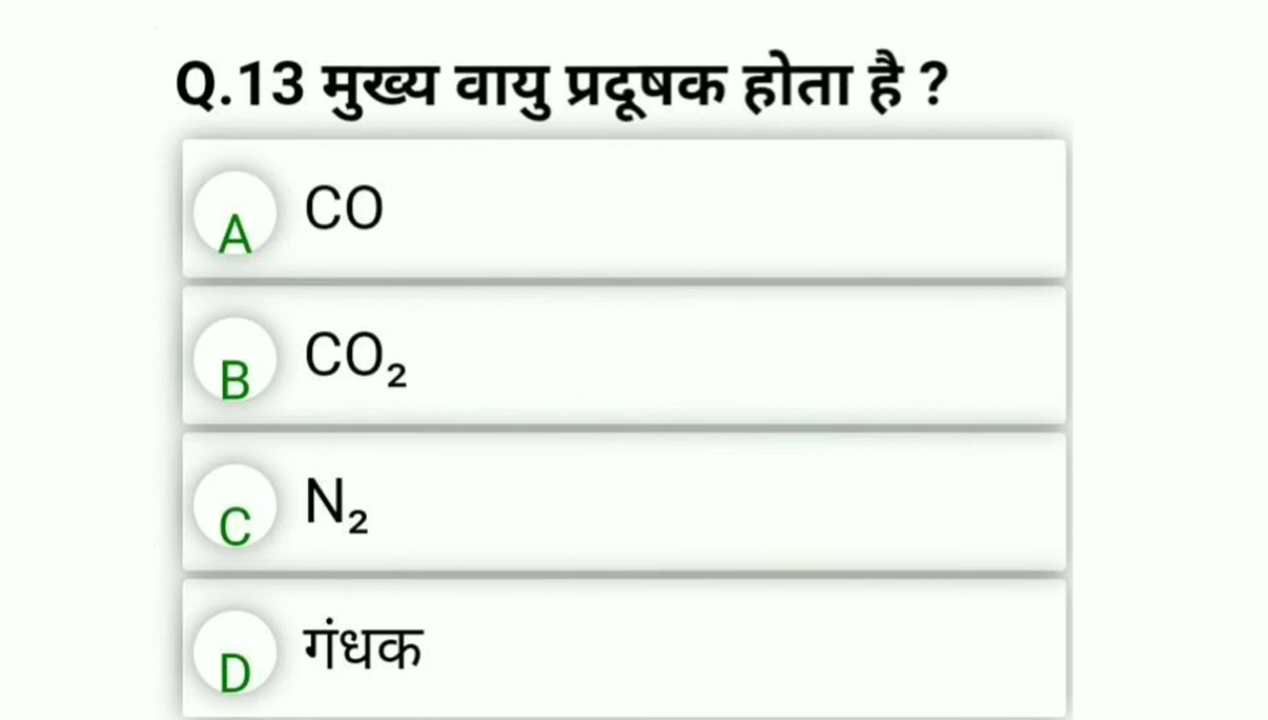 Q.13 मुख्य वायु प्रदूषक होता है ?
A CO
B CO₂
C N₂
D गंधक